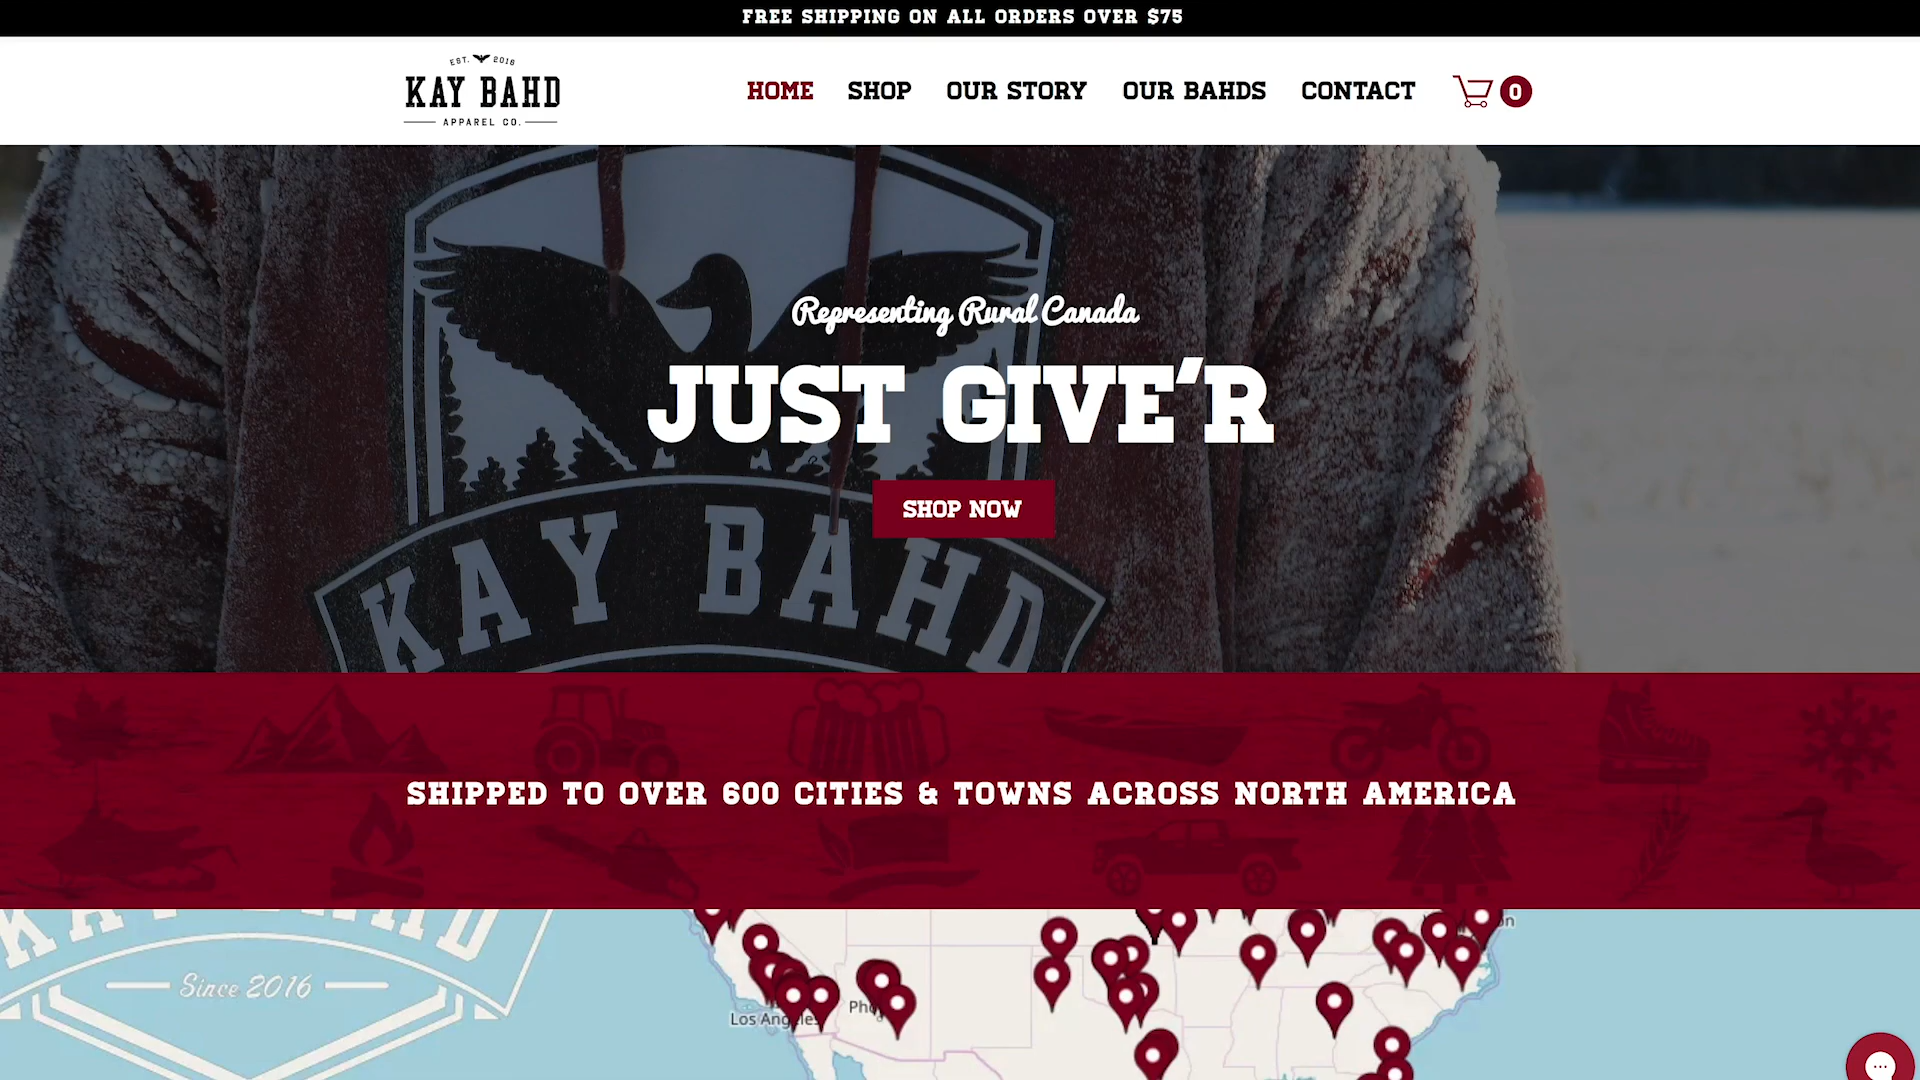 FREE SHIPPING ON ALL ORDERS OVER $75
EST. 2016
KAY BAHD
APPAREL CO.
HOME SHOP OUR STORY OUR BAHDS CONTACT 0
Representing Rural Canada
JUST GIVE'R
SHOP NOW
KAY BAHD
SHIPPED TO OVER 600 CITIES & TOWNS ACROSS NORTH AMERICA
KAY BAHD
Since 2016
Los Angeles